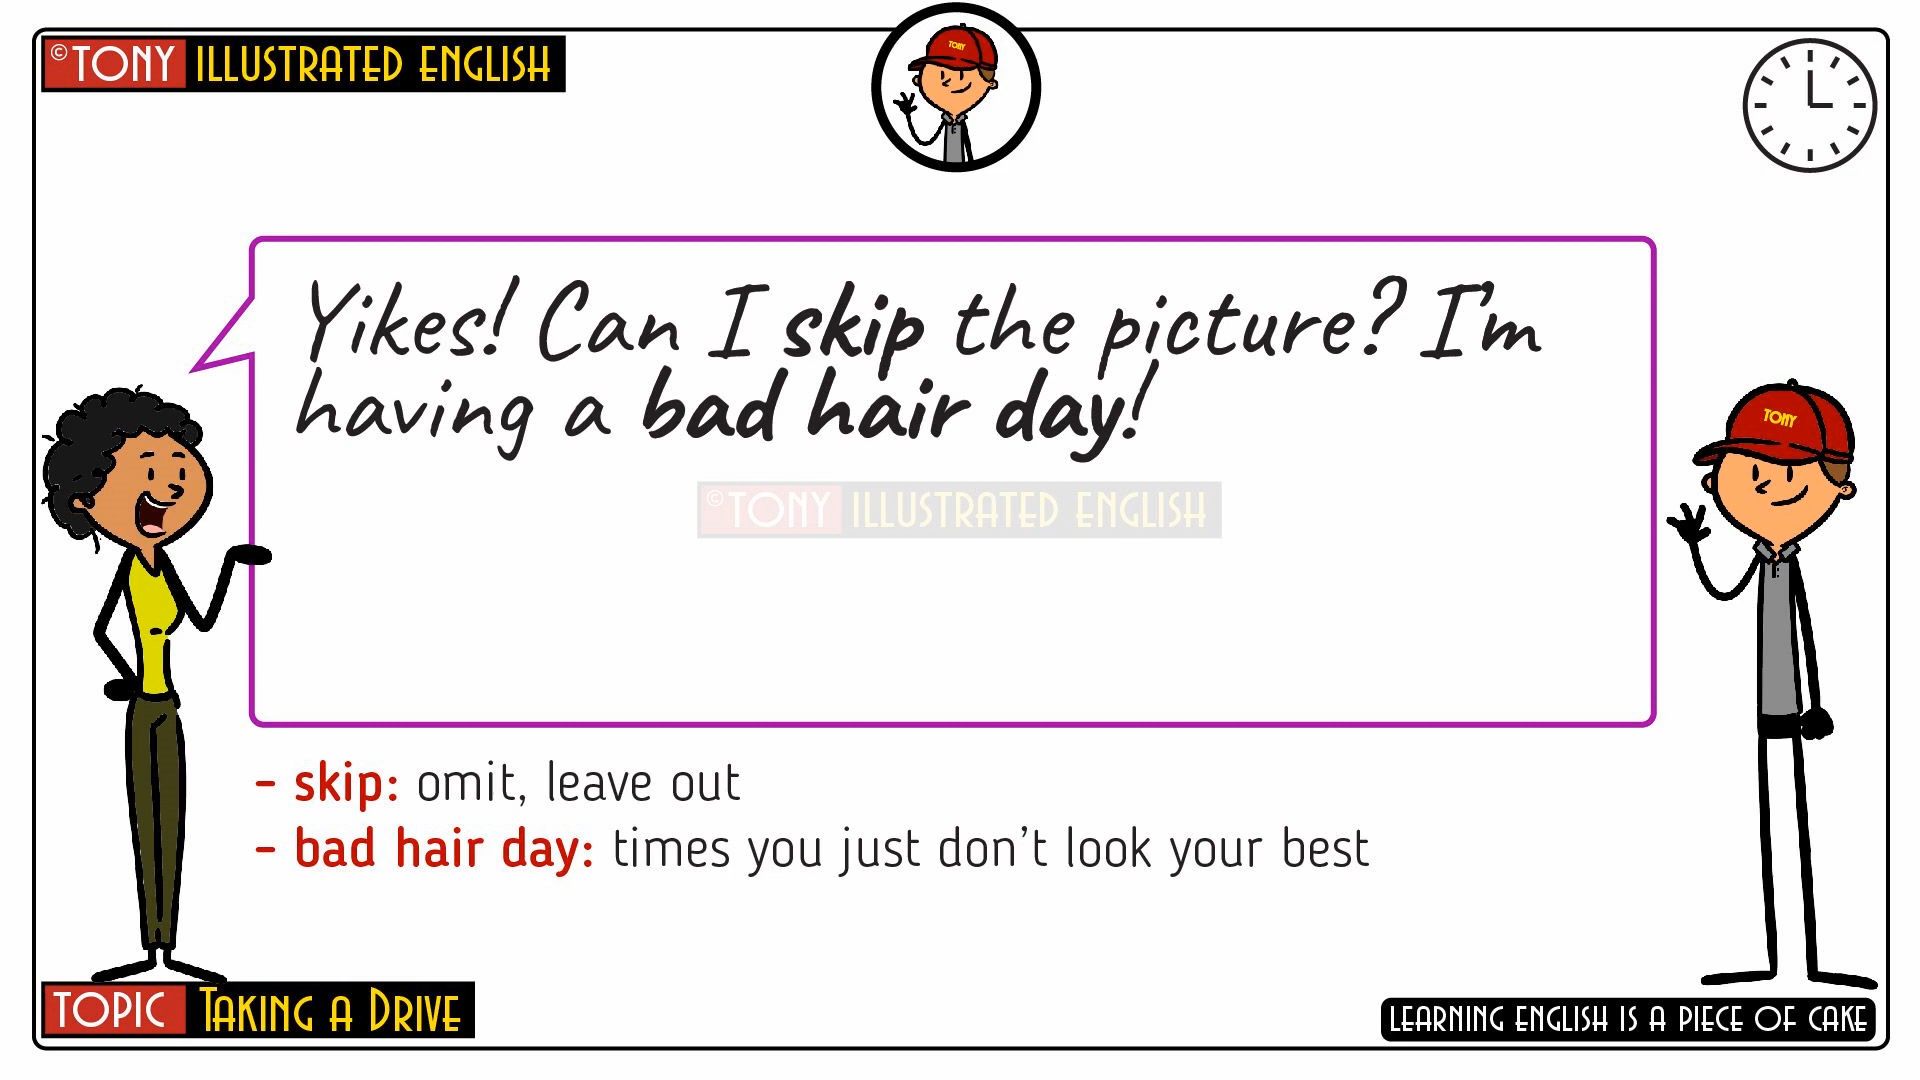 ©TONY ILLUSTRATED ENGLISH
TONY
Yikes! Can I skip the picture? I'm
having a bad hair day!
©TONY ILLUSTRATED ENGLISH
TONY
- skip: omit, leave out
- bad hair day: times you just don't look your best
TOPIC TAKING A DRIVE
LEARNING ENGLISH IS A PIECE OF CAKE